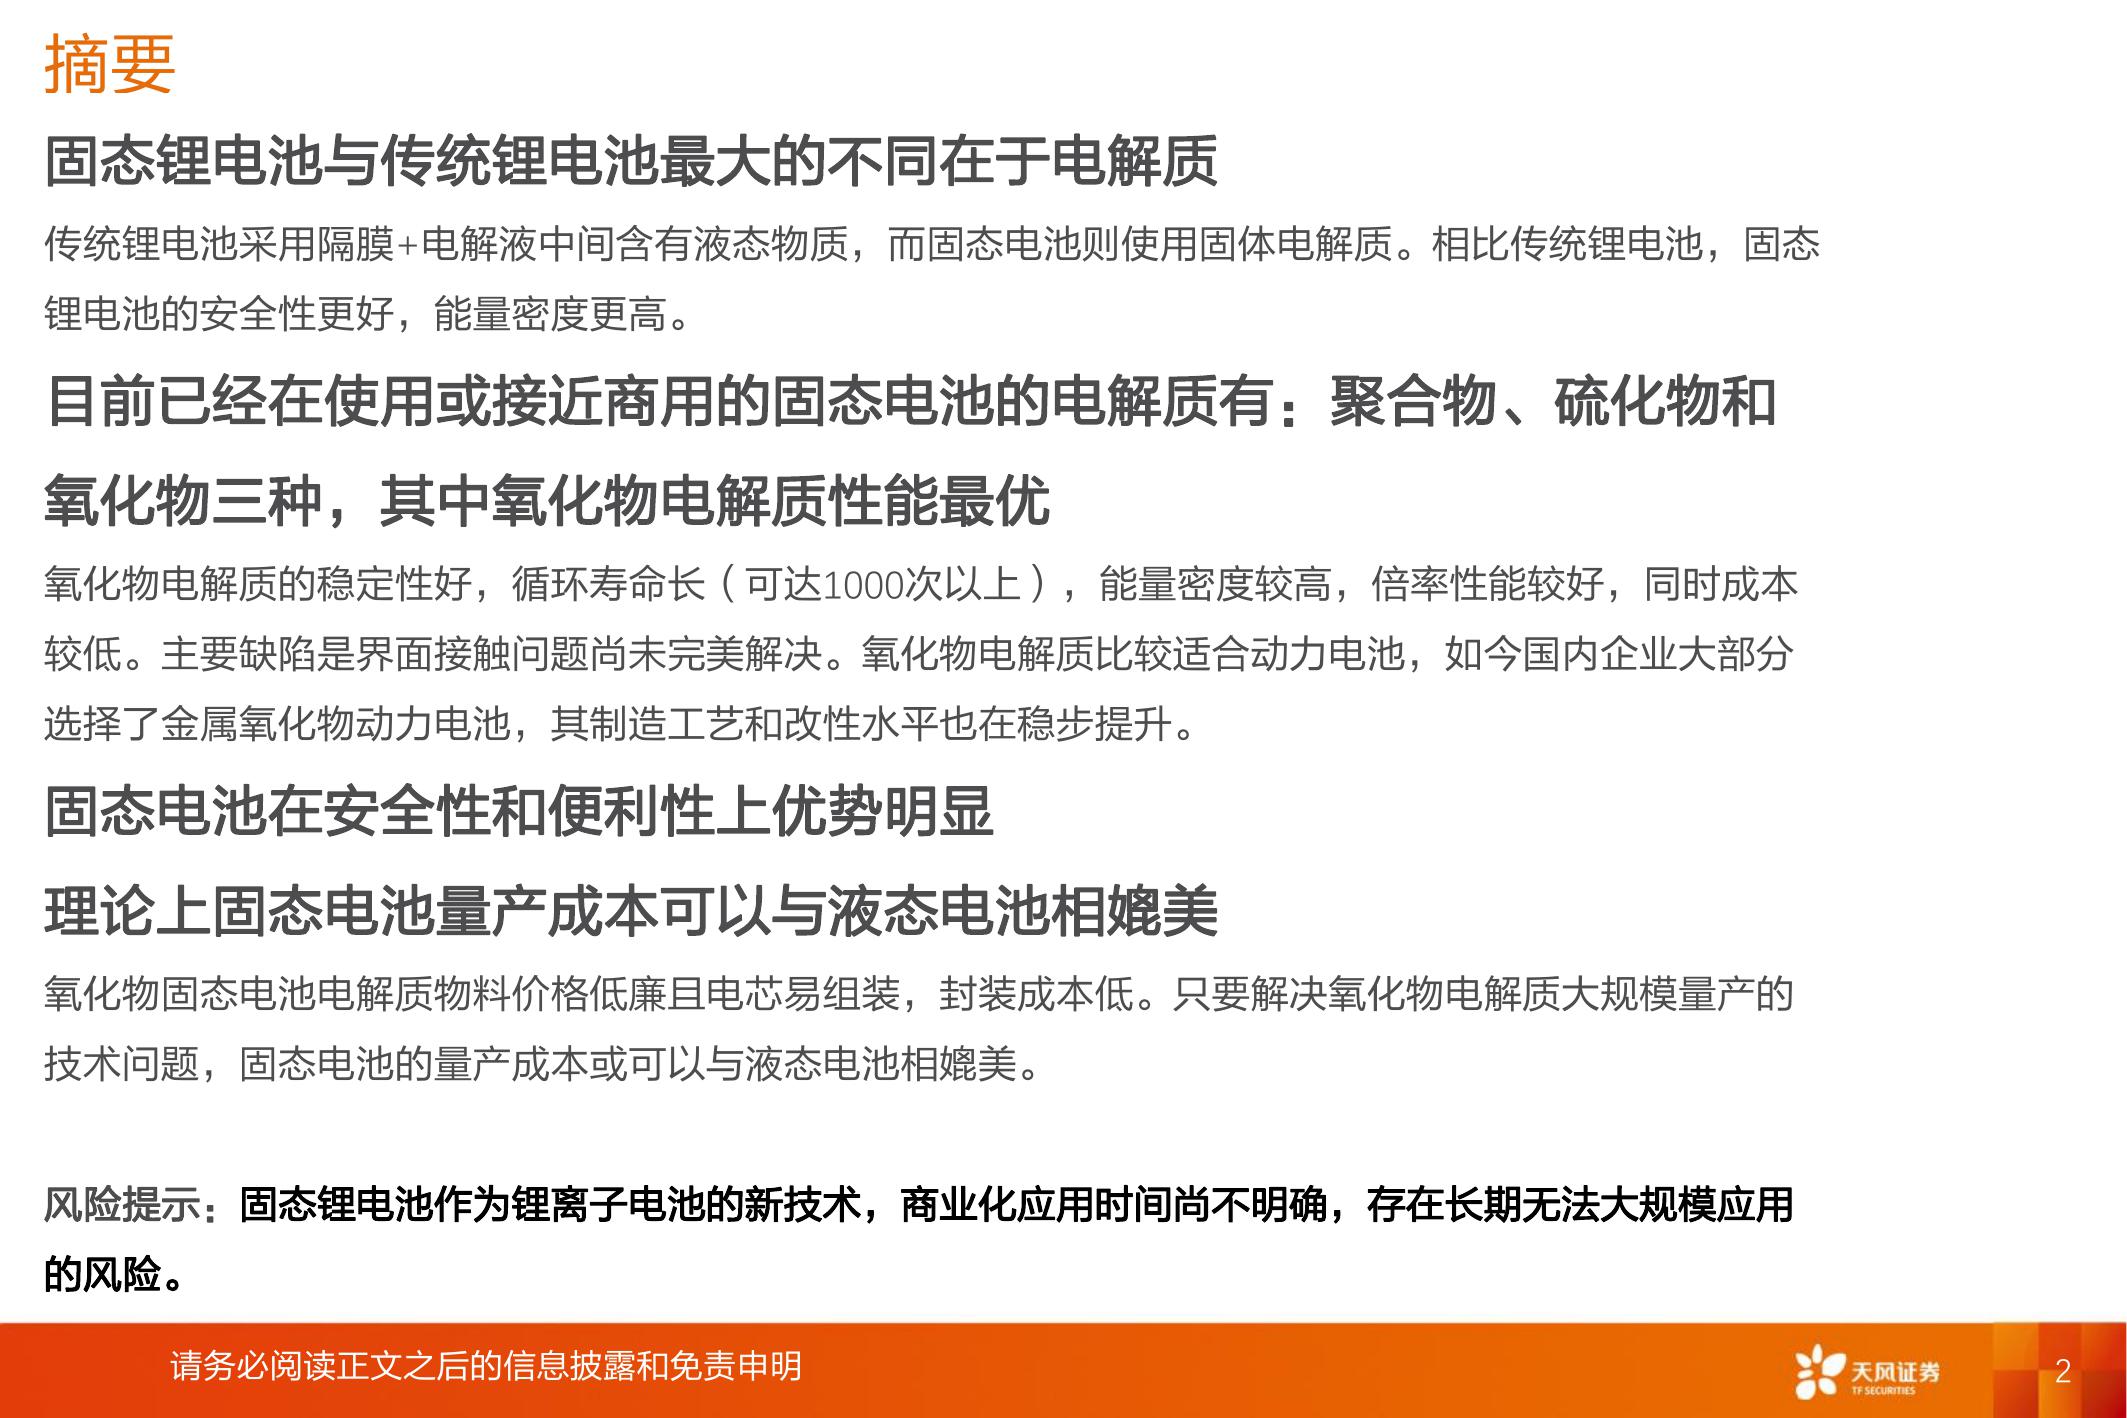 摘要
固态锂电池与传统锂电池最大的不同在于电解质
传统锂电池采用隔膜+电解液中间含有液态物质，而固态电池则使用固体电解质。相比传统锂电池，固态
锂电池的安全性更好，能量密度更高。
目前已经在使用或接近商用的固态电池的电解质有：聚合物、硫化物和
氧化物三种，其中氧化物电解质性能最优
氧化物电解质的稳定性好，循环寿命长（可达1000次以上），能量密度较高，倍率性能较好，同时成本
较低。主要缺陷是界面接触问题尚未完美解决。氧化物电解质比较适合动力电池，如今国内企业大部分
选择了金属氧化物动力电池，其制造工艺和改性水平也在稳步提升。
固态电池在安全性和便利性上优势明显
理论上固态电池量产成本可以与液态电池相媲美
氧化物固态电池电解质物料价格低廉且电芯易组装，封装成本低。只要解决氧化物电解质大规模量产的
技术问题，固态电池的量产成本或可以与液态电池相媲美。
风险提示：固态锂电池作为锂离子电池的新技术，商业化应用时间尚不明确，存在长期无法大规模应用
的风险。
请务必阅读正文之后的信息披露和免责申明
天风证券
TF SECURITIES
2